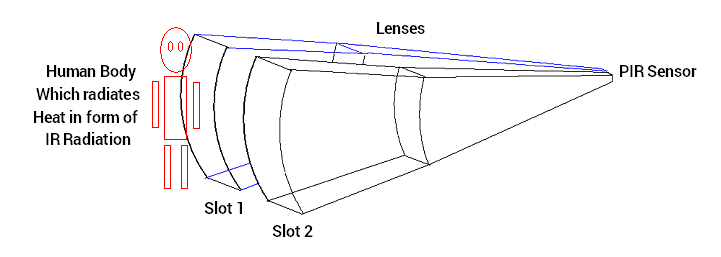 Lenses
PIR Sensor
Human Body
Which radiates
Heat in form of
IR Radiation
Slot 1
Slot 2